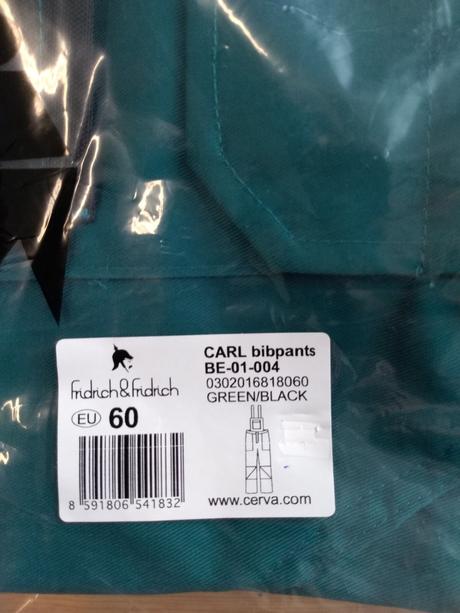 Fridrich&Fridrich
EU 60
8 591806 541832
CARL bibpants
BE-01-004
0302016818060
GREEN/BLACK
www.cerva.com